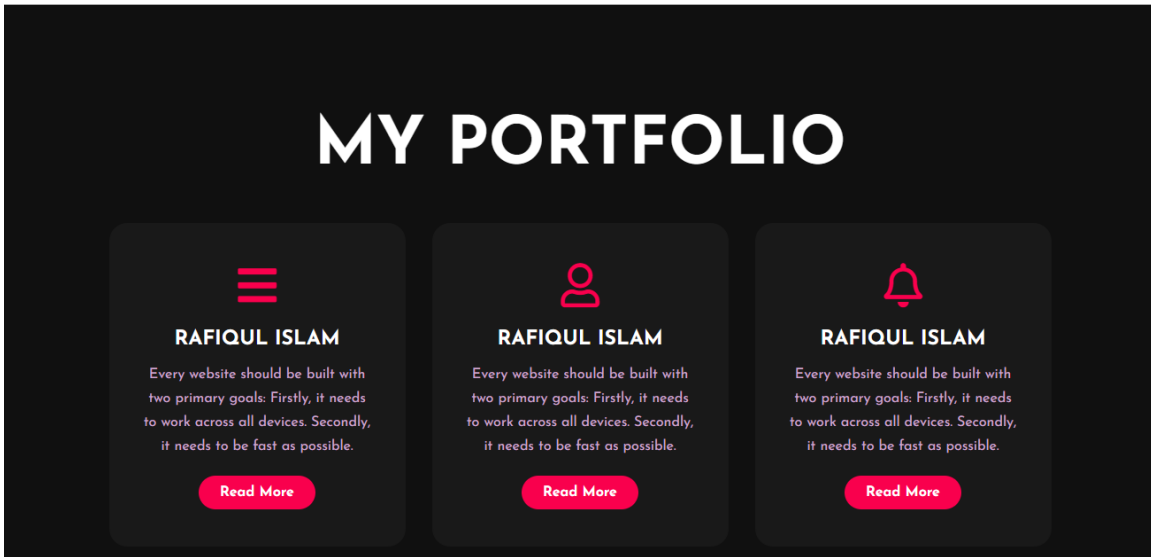 MY PORTFOLIO
RAFIQUL ISLAM
Every website should be built with
two primary goals: Firstly, it needs
to work across all devices. Secondly,
it needs to be fast as possible.
Read More
RAFIQUL ISLAM
Every website should be built with
two primary goals: Firstly, it needs
to work across all devices. Secondly,
it needs to be fast as possible.
Read More
RAFIQUL ISLAM
Every website should be built with
two primary goals: Firstly, it needs
to work across all devices. Secondly,
it needs to be fast as possible.
Read More